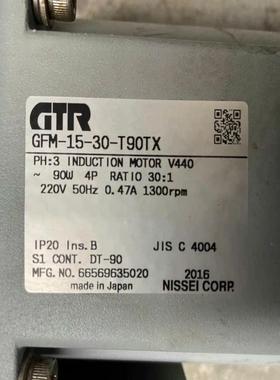 GTR
GFM-15-30-T90TX
PH:3 INDUCTION MOTOR V440
~ 90W 4P RATIO 30:1
220V 50Hz 0.47A 1300rpm
IP20 Ins.B JIS C 4004
S1 CONT. DT-90
MFG.NO.66569635020 2016
made in Japan NISSEI CORP.